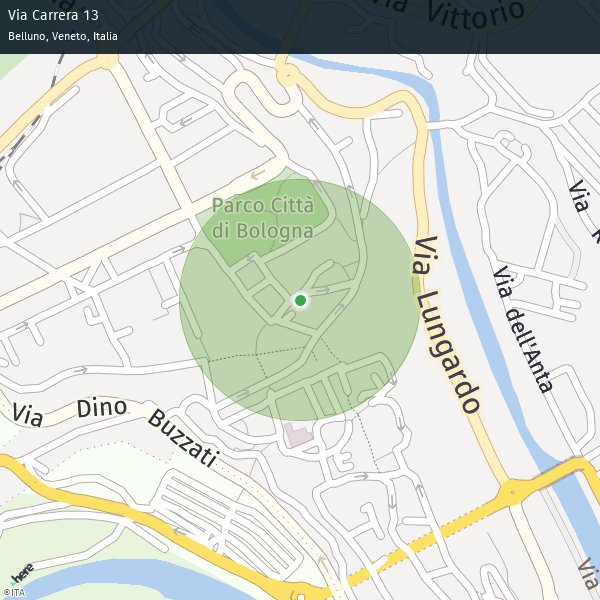 Via Carrera 13
Via Vittorio
Belluno, Veneto, Italia
Parco Città
di Bologna
Via
Via Lungardo
Via dell'Anta
Via Dino Buzzati
Via
here
©ITA